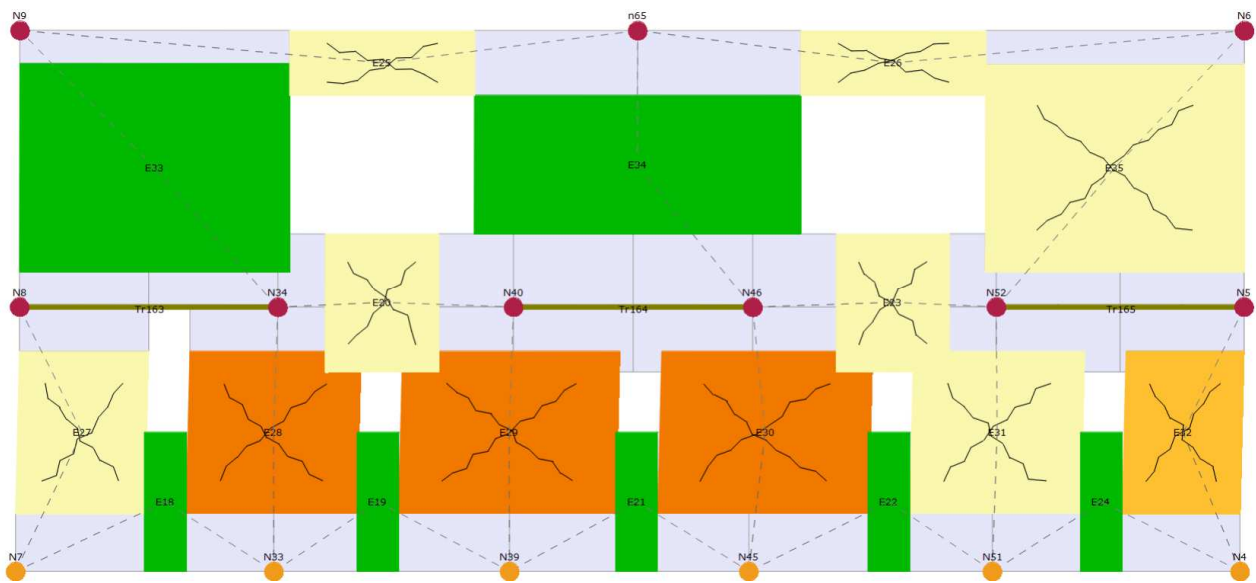 N9 n65 N6
E25 E26
E33 E34 E35
N8 Tr163 N34 E20 N40 Tr164 N46 E23 N52 Tr165 N5
E27 E28 E29 E30 E31 E32
E18 E19 E21 E22 E24
N7 N33 N39 N45 N51 N4